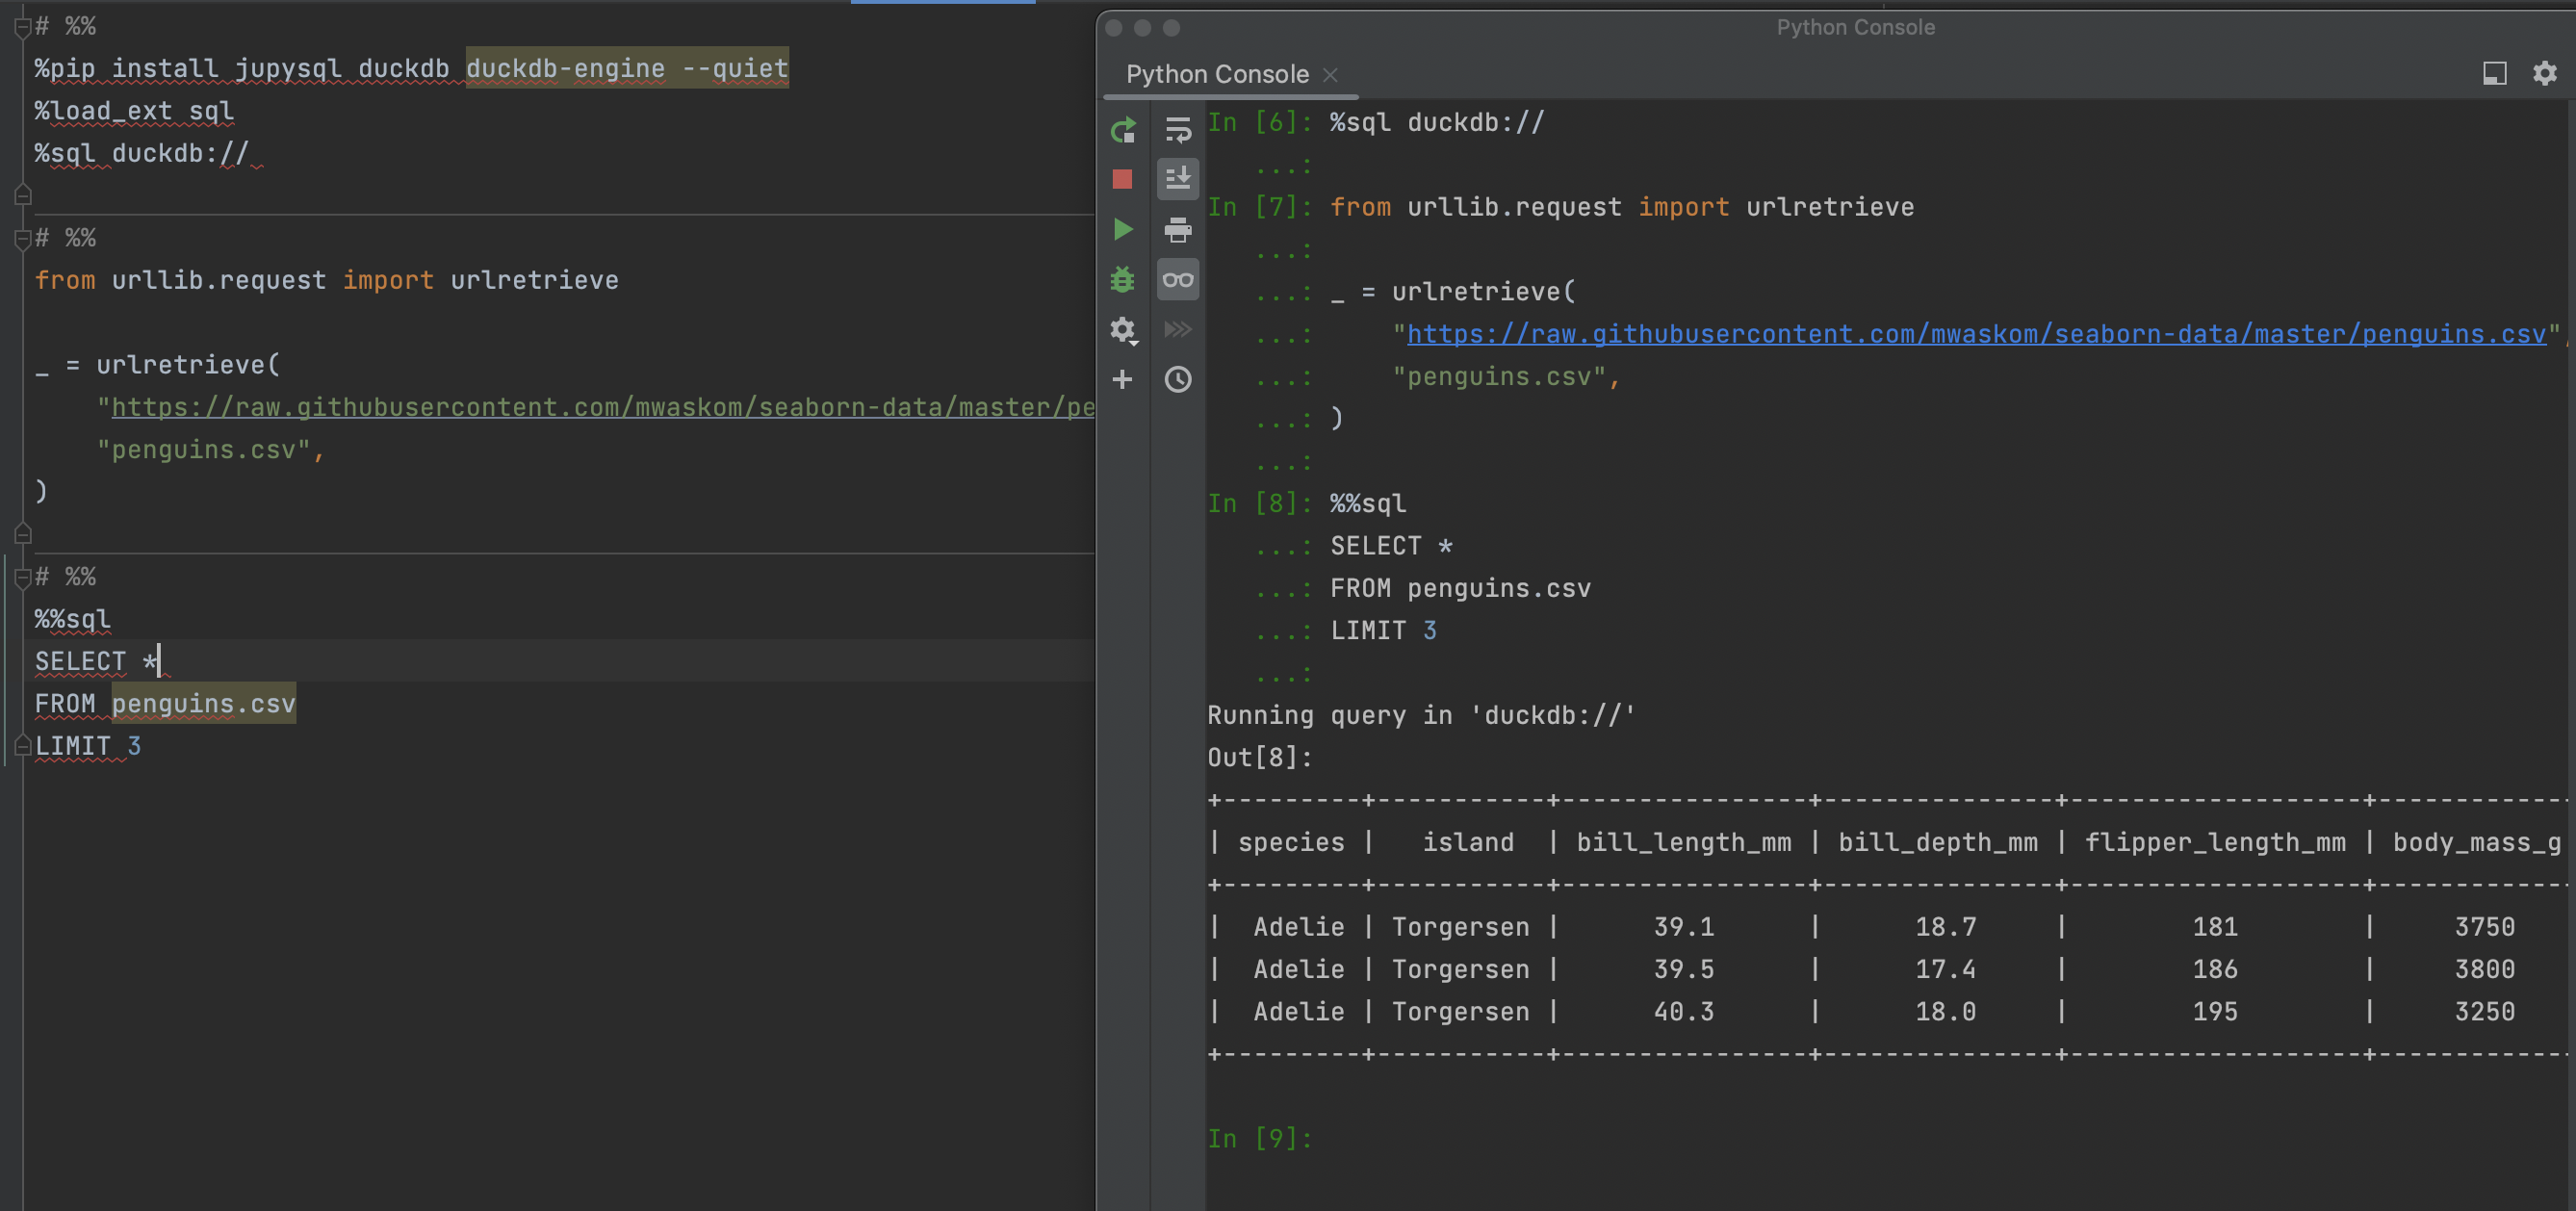 # %%
%pip install jupysql duckdb duckdb-engine --quiet
%load_ext sql
%sql duckdb://
# %%
from urllib.request import urlretrieve
_ = urlretrieve(
"https://raw.githubusercontent.com/mwaskom/seaborn-data/master/pe
"penguins.csv",
)
# %%
%%sql
SELECT *
FROM penguins.csv
LIMIT 3
Python Console
Python Console
In [6]: %sql duckdb://
...:
In [7]: from urllib.request import urlretrieve
...:
...: _ = urlretrieve(
...:     "https://raw.githubusercontent.com/mwaskom/seaborn-data/master/penguins.csv",
...:     "penguins.csv",
...: )
...:
In [8]: %%sql
...: SELECT *
...: FROM penguins.csv
...: LIMIT 3
...:
Running query in 'duckdb://'
Out[8]:
+---------+-----------+----------------+--------------+-------------------+------------
| species |   island  | bill_length_mm | bill_depth_mm | flipper_length_mm | body_mass_g
+---------+-----------+----------------+--------------+-------------------+------------
|  Adelie | Torgersen |      39.1      |      18.7     |        181        |     3750
|  Adelie | Torgersen |      39.5      |      17.4     |        186        |     3800
|  Adelie | Torgersen |      40.3      |      18.0     |        195        |     3250
+---------+-----------+----------------+--------------+-------------------+------------
In [9]: